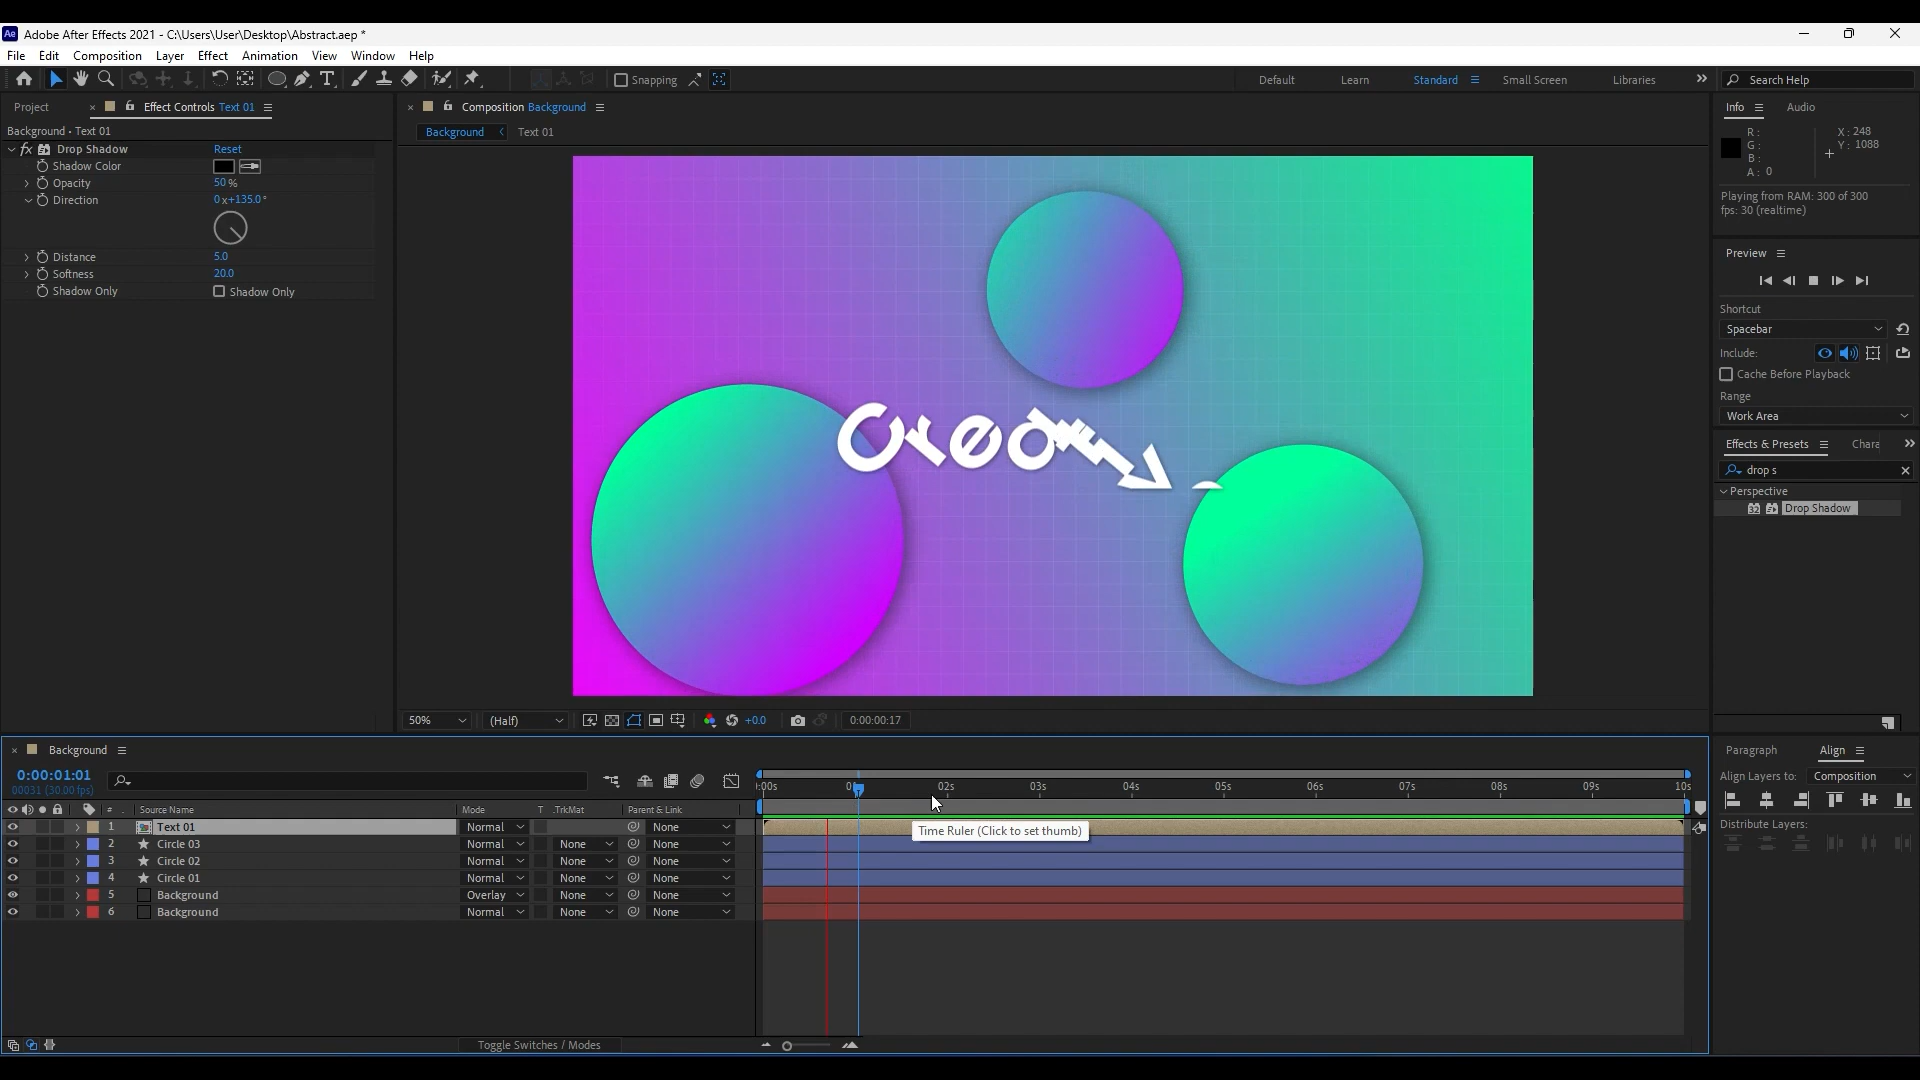 Ae Adobe After Effects 2021 - C:\Users\User\Desktop\Abstract.aep *
File Edit Composition Layer Effect Animation View Window Help
Snapping
Default Learn Standard Small Screen Libraries Search Help
Project Effect Controls Text 01
Composition Background
Info Audio
Background • Text 01
Background Text 01
fx Drop Shadow Reset
Shadow Color
Opacity 50 %
Direction 0x+135.0°
Distance 5.0
Softness 20.0
Shadow Only Shadow Only
R:
G:
B:
A: 0
X: 248
Y: 1088
Playing from RAM: 300 of 300
fps: 30 (realtime)
Preview
Shortcut
Spacebar
Include:
Cache Before Playback
Range
Work Area
Effects & Presets Chara
drop s
Perspective
32 Drop Shadow
50% (Half) +0.0 0:00:00:17
Background
0:00:01:01
00031 (30.00 fps)
:00s 02s 03s 04s 05s 06s 07s 08s 09s 10s
# Source Name Mode T .TrkMat Parent & Link
1 Text 01 Normal None
2 Circle 03 Normal None None
3 Circle 02 Normal None None
4 Circle 01 Normal None None
5 Background Overlay None None
6 Background Normal None None
Time Ruler (Click to set thumb)
Toggle Switches / Modes
Paragraph Align
Align Layers to: Composition
Distribute Layers: